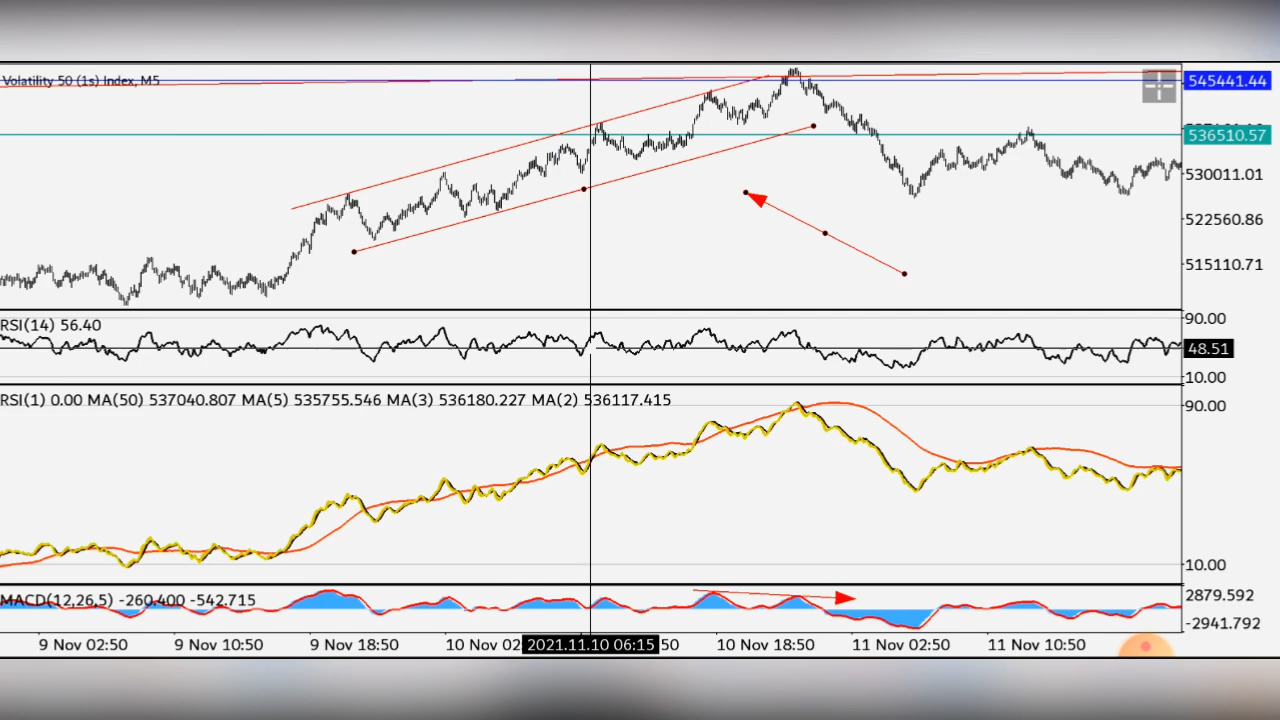 Volatility 50 (1s) Index, M5
545441.44
536510.57
530011.01
522560.86
515110.71
RSI(14) 56.40
90.00
48.51
10.00
RSI(1) 0.00 MA(50) 537040.807 MA(5) 535755.546 MA(3) 536180.227 MA(2) 536117.415
90.00
10.00
MACD(12,26,5) -260.400 -542.715
2879.592
-2941.792
9 Nov 02:50 9 Nov 10:50 9 Nov 18:50 10 Nov 02 2021.11.10 06:15 50 10 Nov 18:50 11 Nov 02:50 11 Nov 10:50